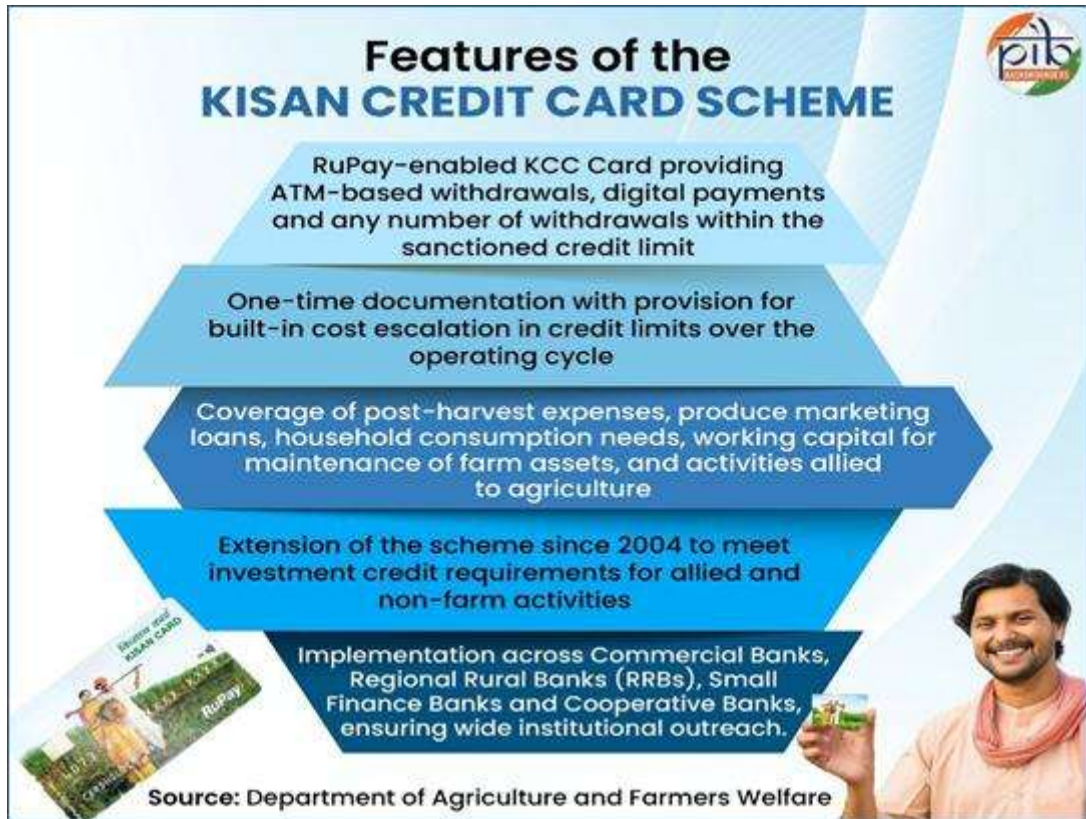 pib
BACKGROUNDERS
Features of the
KISAN CREDIT CARD SCHEME
RuPay-enabled KCC Card providing
ATM-based withdrawals, digital payments
and any number of withdrawals within the
sanctioned credit limit
One-time documentation with provision for
built-in cost escalation in credit limits over the
operating cycle
Coverage of post-harvest expenses, produce marketing
loans, household consumption needs, working capital for
maintenance of farm assets, and activities allied
to agriculture
Extension of the scheme since 2004 to meet
investment credit requirements for allied and
non-farm activities
Implementation across Commercial Banks,
Regional Rural Banks (RRBs), Small
Finance Banks and Cooperative Banks,
ensuring wide institutional outreach.
किसान कार्ड
KISAN CARD
RuPay
Source: Department of Agriculture and Farmers Welfare